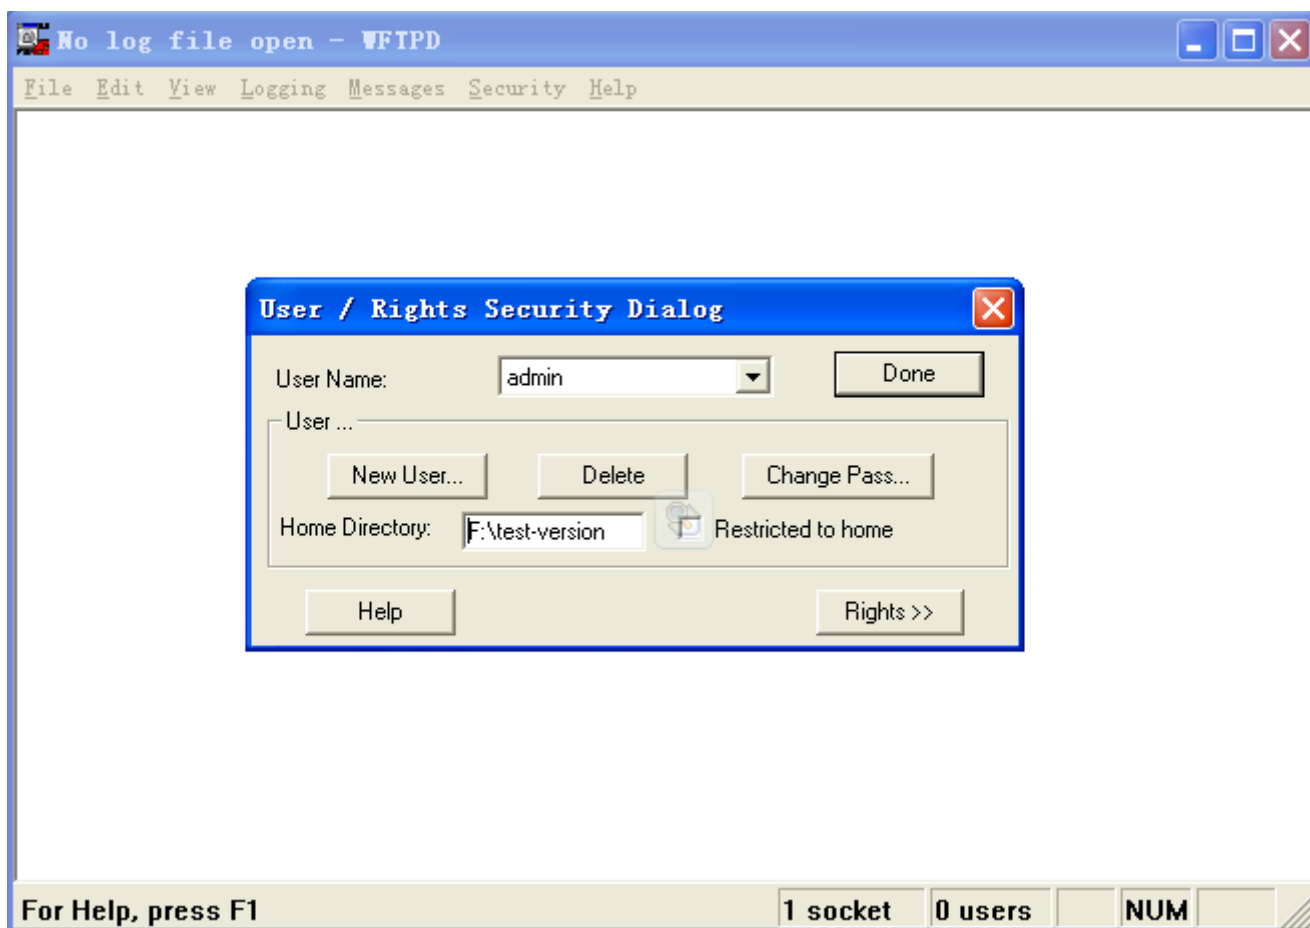 No log file open - WFTPD
File Edit View Logging Messages Security Help
User / Rights Security Dialog
User Name: admin Done
User ...
New User... Delete Change Pass...
Home Directory: F:\test-version Restricted to home
Help Rights >>
For Help, press F1 1 socket 0 users NUM